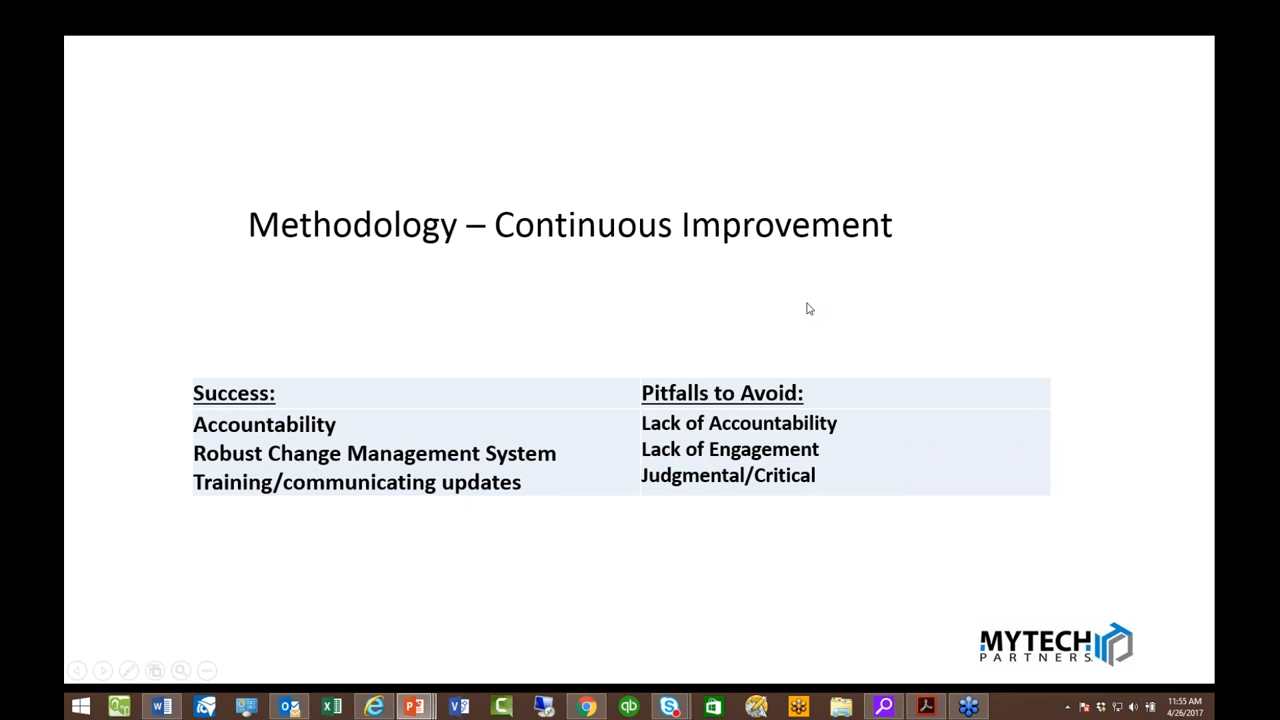 Methodology – Continuous Improvement
Success:
Accountability
Robust Change Management System
Training/communicating updates
Pitfalls to Avoid:
Lack of Accountability
Lack of Engagement
Judgmental/Critical
MYTECH
PARTNERS
11:55 AM
4/26/2017